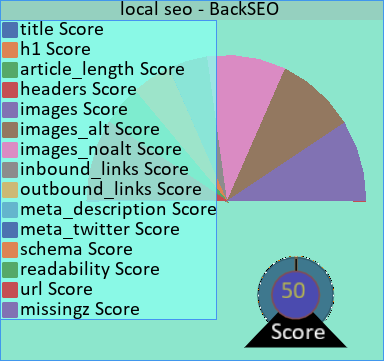 local seo - BackSEO
title Score
h1 Score
article_length Score
headers Score
images Score
images_alt Score
images_noalt Score
inbound_links Score
outbound_links Score
meta_description Score
meta_twitter Score
schema Score
readability Score
url Score
missingz Score
50
Score